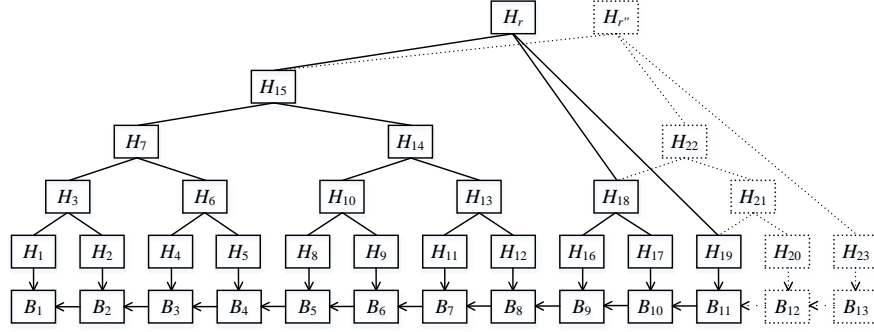 H_r H_r''
H_15
H_7 H_14 H_22
H_3 H_6 H_10 H_13 H_18 H_21
H_1 H_2 H_4 H_5 H_8 H_9 H_11 H_12 H_16 H_17 H_19 H_20 H_23
B_1 B_2 B_3 B_4 B_5 B_6 B_7 B_8 B_9 B_10 B_11 B_12 B_13